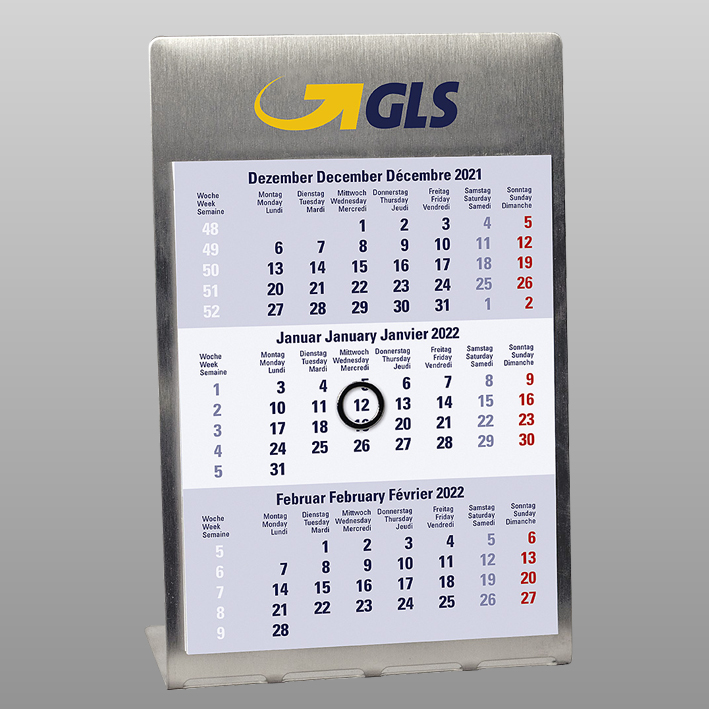 GLS
Dezember December Décembre 2021
Woche Montag Dienstag Mittwoch Donnerstag Freitag Samstag Sonntag
Week Monday Tuesday Wednesday Thursday Friday Saturday Sunday
Semaine Lundi Mardi Mercredi Jeudi Vendredi Samedi Dimanche
48 1 2 3 4 5
49 6 7 8 9 10 11 12
50 13 14 15 16 17 18 19
51 20 21 22 23 24 25 26
52 27 28 29 30 31 1 2
Januar January Janvier 2022
Woche Montag Dienstag Mittwoch Donnerstag Freitag Samstag Sonntag
Week Monday Tuesday Wednesday Thursday Friday Saturday Sunday
Semaine Lundi Mardi Mercredi Jeudi Vendredi Samedi Dimanche
1 3 4 5 6 7 8 9
2 10 11 12 13 14 15 16
3 17 18 19 20 21 22 23
4 24 25 26 27 28 29 30
5 31
Februar February Février 2022
Woche Montag Dienstag Mittwoch Donnerstag Freitag Samstag Sonntag
Week Monday Tuesday Wednesday Thursday Friday Saturday Sunday
Semaine Lundi Mardi Mercredi Jeudi Vendredi Samedi Dimanche
5 1 2 3 4 5 6
6 7 8 9 10 11 12 13
7 14 15 16 17 18 19 20
8 21 22 23 24 25 26 27
9 28